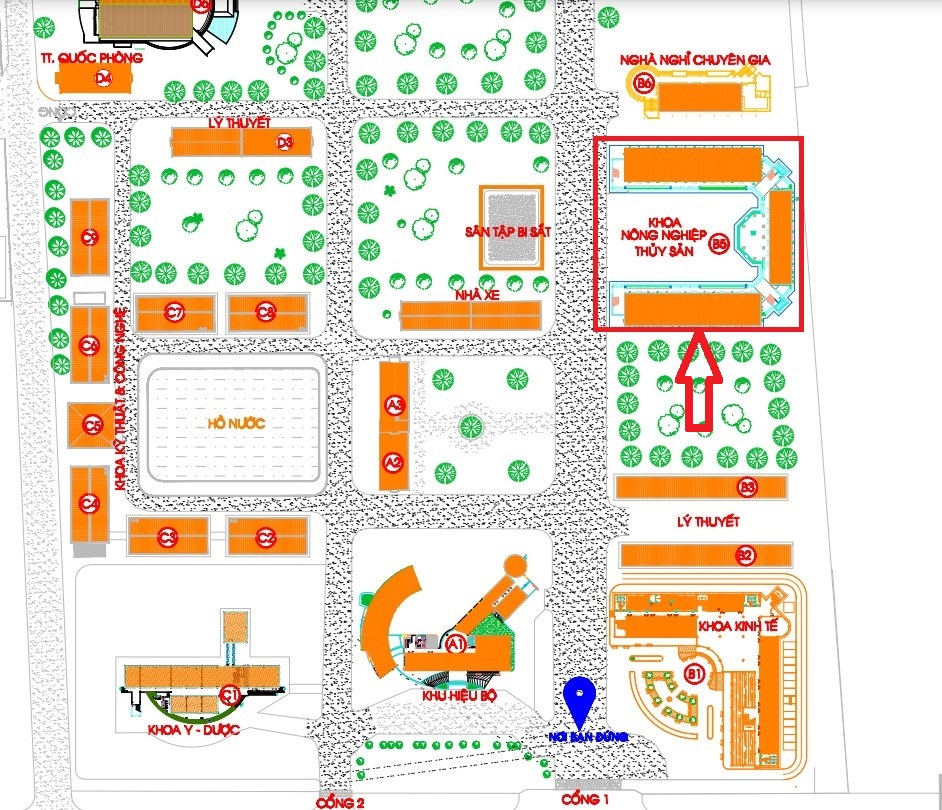 D5
TT. QUỐC PHÒNG
D4
NGHÀ NGHỈ CHUYÊN GIA
B6
CỔNG
LÝ THUYẾT
D3
C9
SÂN TẬP BI SẮT
KHOA
NÔNG NGHIỆP
THỦY SẢN
B5
C7
C8
NHÀ XE
C6
KHOA KỸ THUẬT & CÔNG NGHỆ
C5
HỒ NƯỚC
A3
A2
C4
B3
LÝ THUYẾT
C3
C2
B2
A1
KHOA KINH TẾ
B1
C1
KHU HIỆU BỘ
KHOA Y - DƯỢC
NƠI BẠN ĐỨNG
CỔNG 2
CỔNG 1